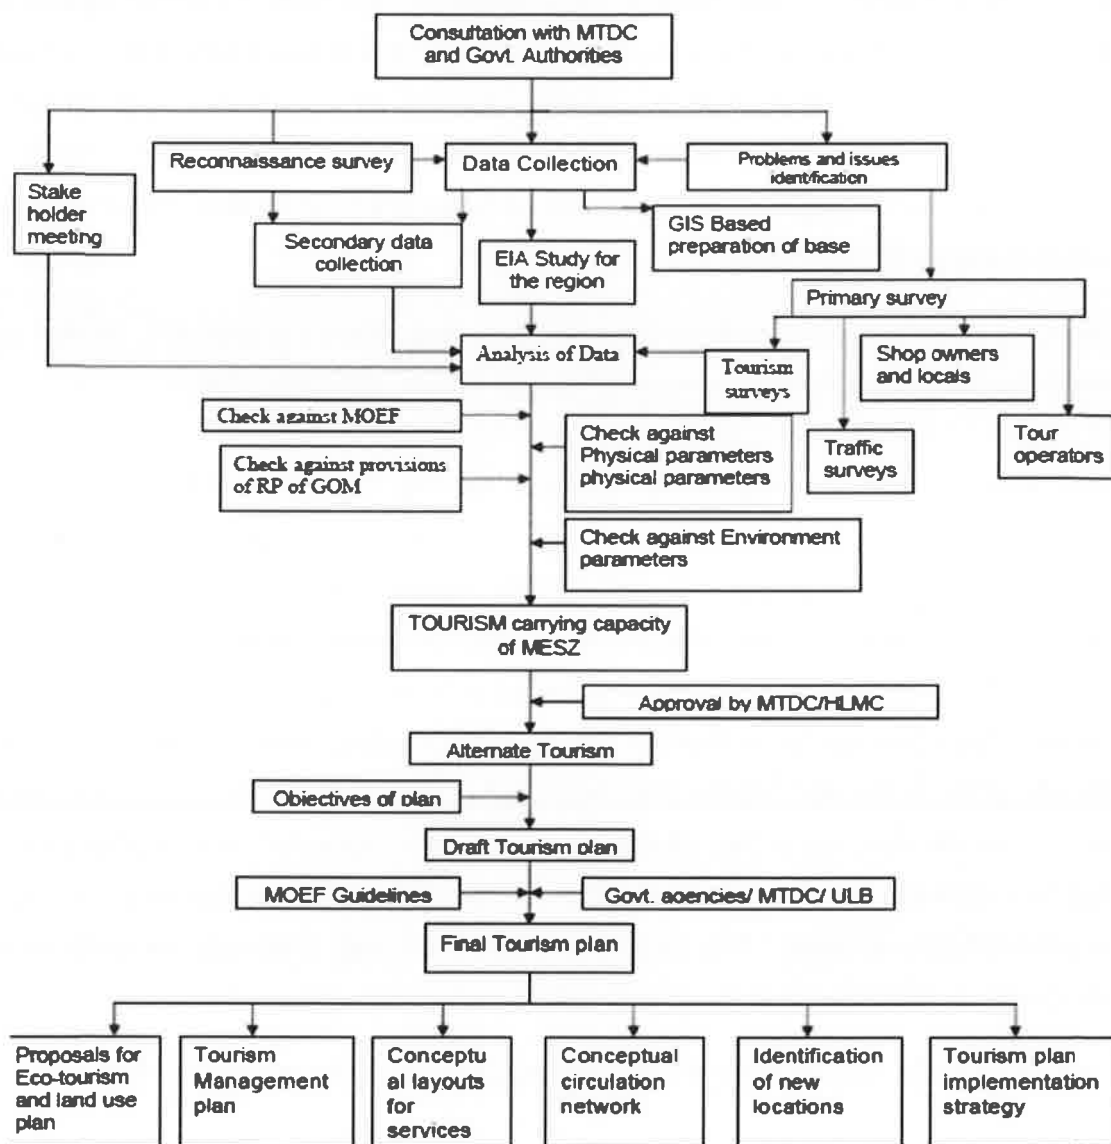 Consultation with MTDC
and Govt. Authorities
Reconnaissance survey
Data Collection
Problems and issues
identification
Stake
holder
meeting
Secondary data
collection
EIA Study for
the region
GIS Based
preparation of base
Primary survey
Analysis of Data
Tourism
surveys
Shop owners
and locals
Traffic
surveys
Tour
operators
Check against MOEF
Check against
Physical parameters
physical parameters
Check against provisions
of RP of GOM
Check against Environment
parameters
TOURISM carrying capacity
of MESZ
Approval by MTDC/HLMC
Alternate Tourism
Objectives of plan
Draft Tourism plan
MOEF Guidelines
Govt. agencies/ MTDC/ ULB
Final Tourism plan
Proposals for
Eco-tourism
and land use
plan
Tourism
Management
plan
Conceptu
al layouts
for
services
Conceptual
circulation
network
Identification
of new
locations
Tourism plan
implementation
strategy